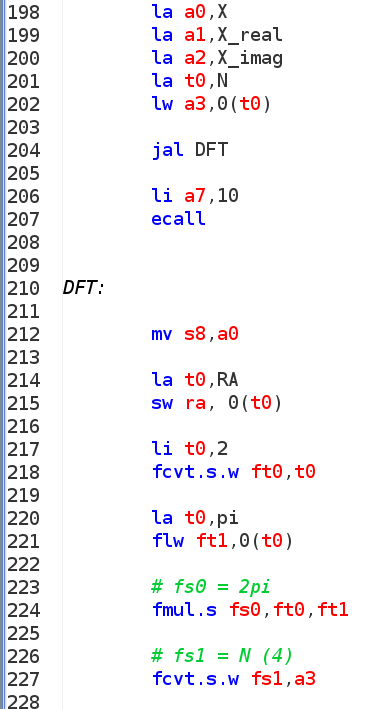 198 la a0,X
199 la a1,X_real
200 la a2,X_imag
201 la t0,N
202 lw a3,0(t0)
203
204 jal DFT
205
206 li a7,10
207 ecall
208
209
210 DFT:
211
212 mv s8,a0
213
214 la t0,RA
215 sw ra, 0(t0)
216
217 li t0,2
218 fcvt.s.w ft0,t0
219
220 la t0,pi
221 flw ft1,0(t0)
222
223 # fs0 = 2pi
224 fmul.s fs0,ft0,ft1
225
226 # fs1 = N (4)
227 fcvt.s.w fs1,a3
228